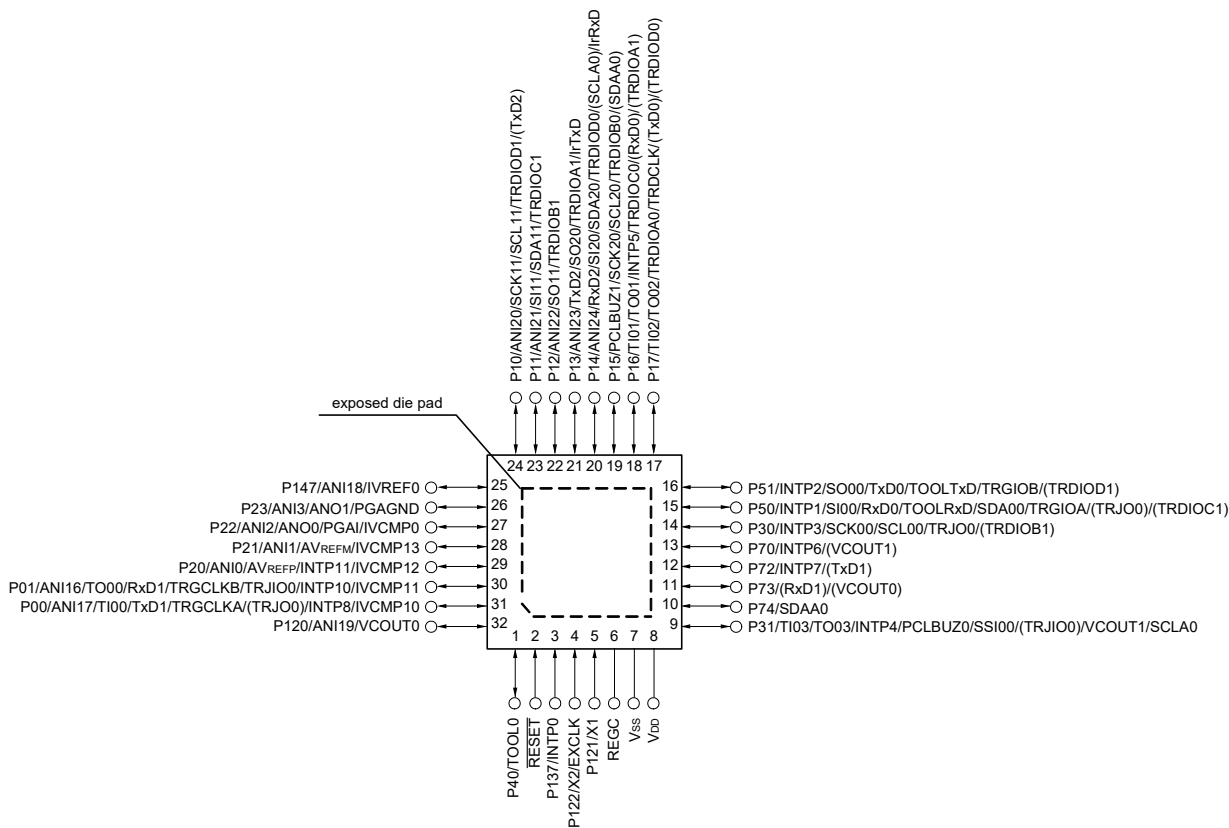 P10/ANI20/SCK11/SCL11/TRDIOD1/(TxD2)
P11/ANI21/SI11/SDA11/TRDIOC1
P12/ANI22/SO11/TRDIOB1
P13/ANI23/TxD2/SO20/TRDIOA1/IrTxD
P14/ANI24/RxD2/SI20/SDA20/TRDIOD0/(SCLA0)/IrRxD
P15/PCLBUZ1/SCK20/SCL20/TRDIOB0/(SDAA0)
P16/TI01/TO01/INTP5/TRDIOC0/(RxD0)/(TRDIOA1)
P17/TI02/TO02/TRDIOA0/TRDCLK/(TxD0)/(TRDIOD0)
exposed die pad
24 23 22 21 20 19 18 17
P147/ANI18/IVREF0 25
P23/ANI3/ANO1/PGAGND 26
P22/ANI2/ANO0/PGAI/IVCMP0 27
P21/ANI1/AVREFM/IVCMP13 28
P20/ANI0/AVREFP/INTP11/IVCMP12 29
P01/ANI16/TO00/RxD1/TRGCLKB/TRJIO0/INTP10/IVCMP11 30
P00/ANI17/TI00/TxD1/TRGCLKA/(TRJO0)/INTP8/IVCMP10 31
P120/ANI19/VCOUT0 32
16 P51/INTP2/SO00/TxD0/TOOLTxD/TRGIOB/(TRDIOD1)
15 P50/INTP1/SI00/RxD0/TOOLRxD/SDA00/TRGIOA/(TRJO0)/(TRDIOC1)
14 P30/INTP3/SCK00/SCL00/TRJO0/(TRDIOB1)
13 P70/INTP6/(VCOUT1)
12 P72/INTP7/(TxD1)
11 P73/(RxD1)/(VCOUT0)
10 P74/SDAA0
9 P31/TI03/TO03/INTP4/PCLBUZ0/SSI00/(TRJIO0)/VCOUT1/SCLA0
1 2 3 4 5 6 7 8
P40/TOOL0
RESET
P137/INTP0
P122/X2/EXCLK
P121/X1
REGC
VSS
VDD